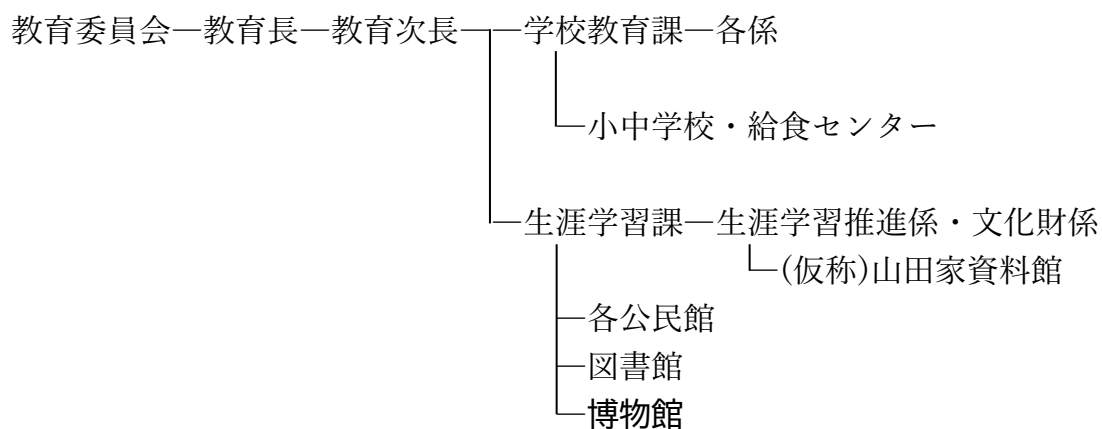 教育委員会―教育長―教育次長――学校教育課―各係
小中学校・給食センター
生涯学習課―生涯学習推進係・文化財係
(仮称)山田家資料館
各公民館
図書館
博物館